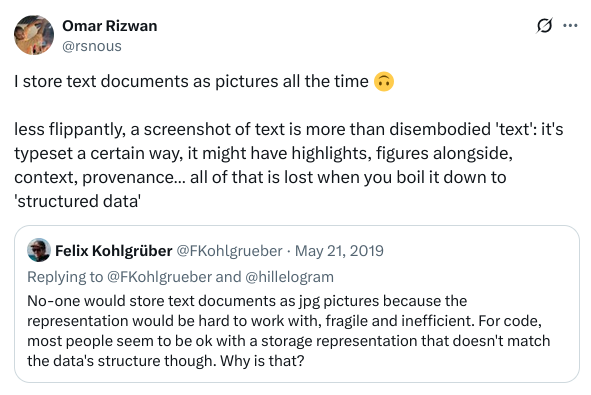 Omar Rizwan
@rsnous
I store text documents as pictures all the time 🙃
less flippantly, a screenshot of text is more than disembodied 'text': it's
typeset a certain way, it might have highlights, figures alongside,
context, provenance... all of that is lost when you boil it down to
'structured data'
Felix Kohlgrüber @FKohlgrueber · May 21, 2019
Replying to @FKohlgrueber and @hillelogram
No-one would store text documents as jpg pictures because the
representation would be hard to work with, fragile and inefficient. For code,
most people seem to be ok with a storage representation that doesn't match
the data's structure though. Why is that?